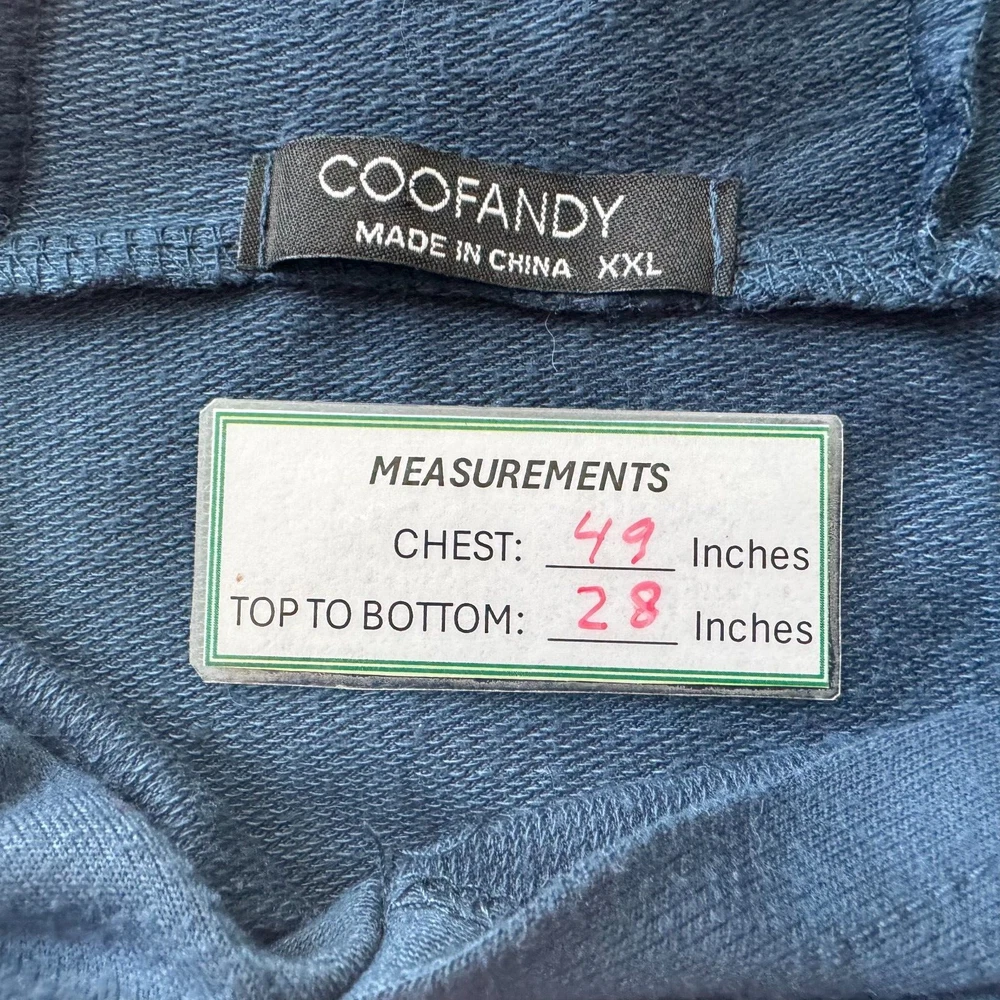 COOFANDY
MADE IN CHINA XXL
MEASUREMENTS
CHEST: 49 Inches
TOP TO BOTTOM: 28 Inches